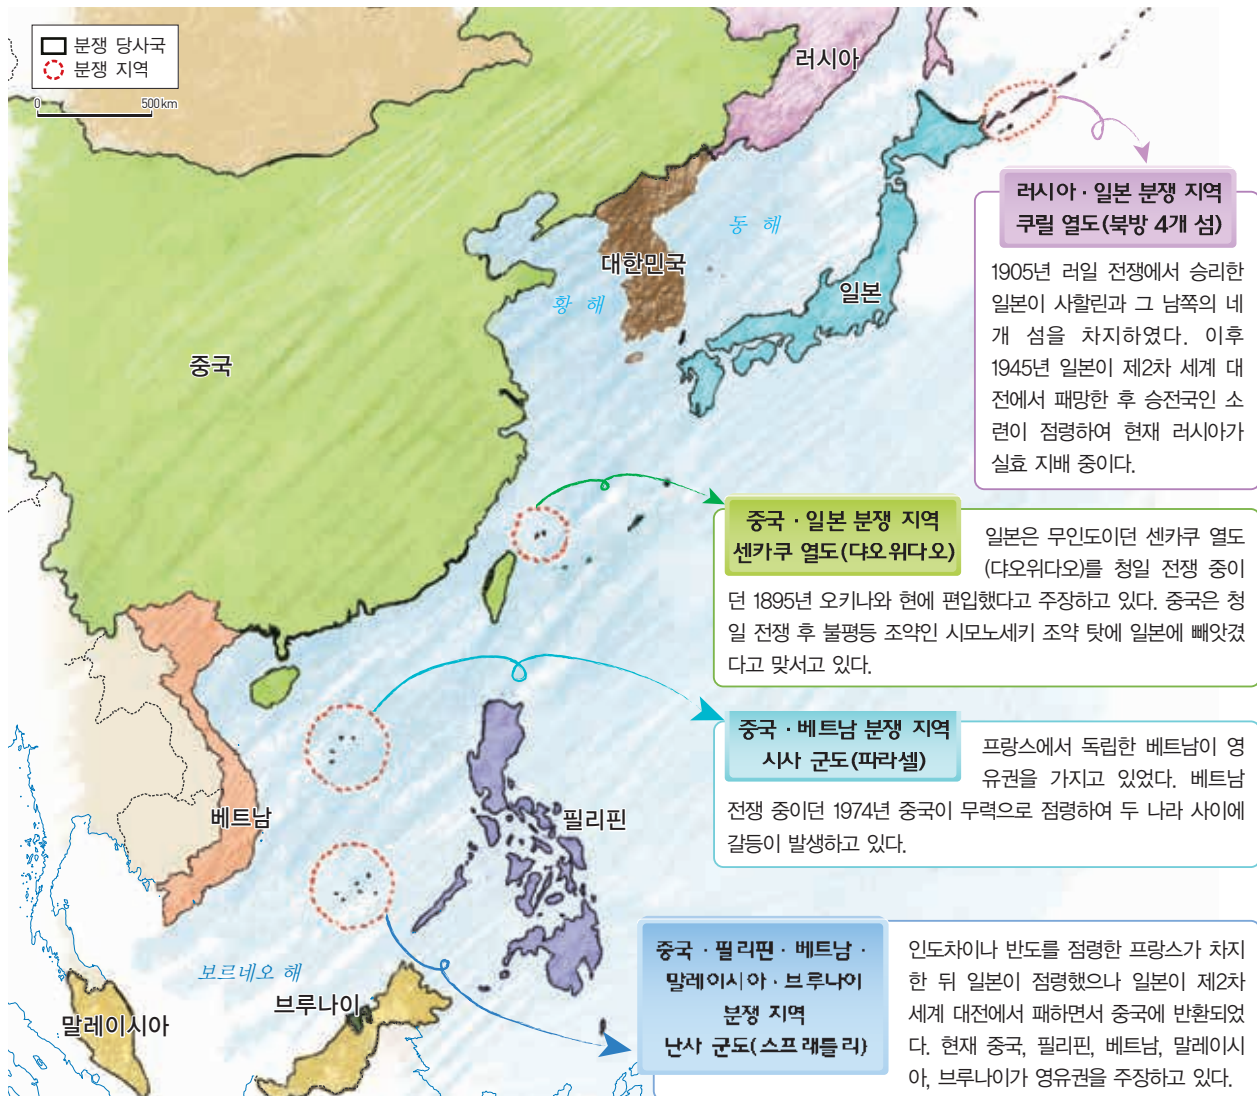 분쟁 당사국
분쟁 지역
0 500 km
러시아
동 해
대한민국
일본
황 해
중국
베트남
필리핀
보르네오 해
브루나이
말레이시아
러시아 · 일본 분쟁 지역
쿠릴 열도(북방 4개 섬)
1905년 러일 전쟁에서 승리한
일본이 사할린과 그 남쪽의 네
개 섬을 차지하였다. 이후
1945년 일본이 제2차 세계 대
전에서 패망한 후 승전국인 소
련이 점령하여 현재 러시아가
실효 지배 중이다.
중국 · 일본 분쟁 지역
센카쿠 열도(댜오위다오)
일본은 무인도이던 센카쿠 열도
(댜오위다오)를 청일 전쟁 중이
던 1895년 오키나와 현에 편입했다고 주장하고 있다. 중국은 청
일 전쟁 후 불평등 조약인 시모노세키 조약 탓에 일본에 빼앗겼
다고 맞서고 있다.
중국 · 베트남 분쟁 지역
시사 군도(파라셀)
프랑스에서 독립한 베트남이 영
유권을 가지고 있었다. 베트남
전쟁 중이던 1974년 중국이 무력으로 점령하여 두 나라 사이에
갈등이 발생하고 있다.
중국 · 필리핀 · 베트남 ·
말레이시아 · 브루나이
분쟁 지역
난사 군도(스프래틀리)
인도차이나 반도를 점령한 프랑스가 차지
한 뒤 일본이 점령했으나 일본이 제2차
세계 대전에서 패하면서 중국에 반환되었
다. 현재 중국, 필리핀, 베트남, 말레이시
아, 브루나이가 영유권을 주장하고 있다.